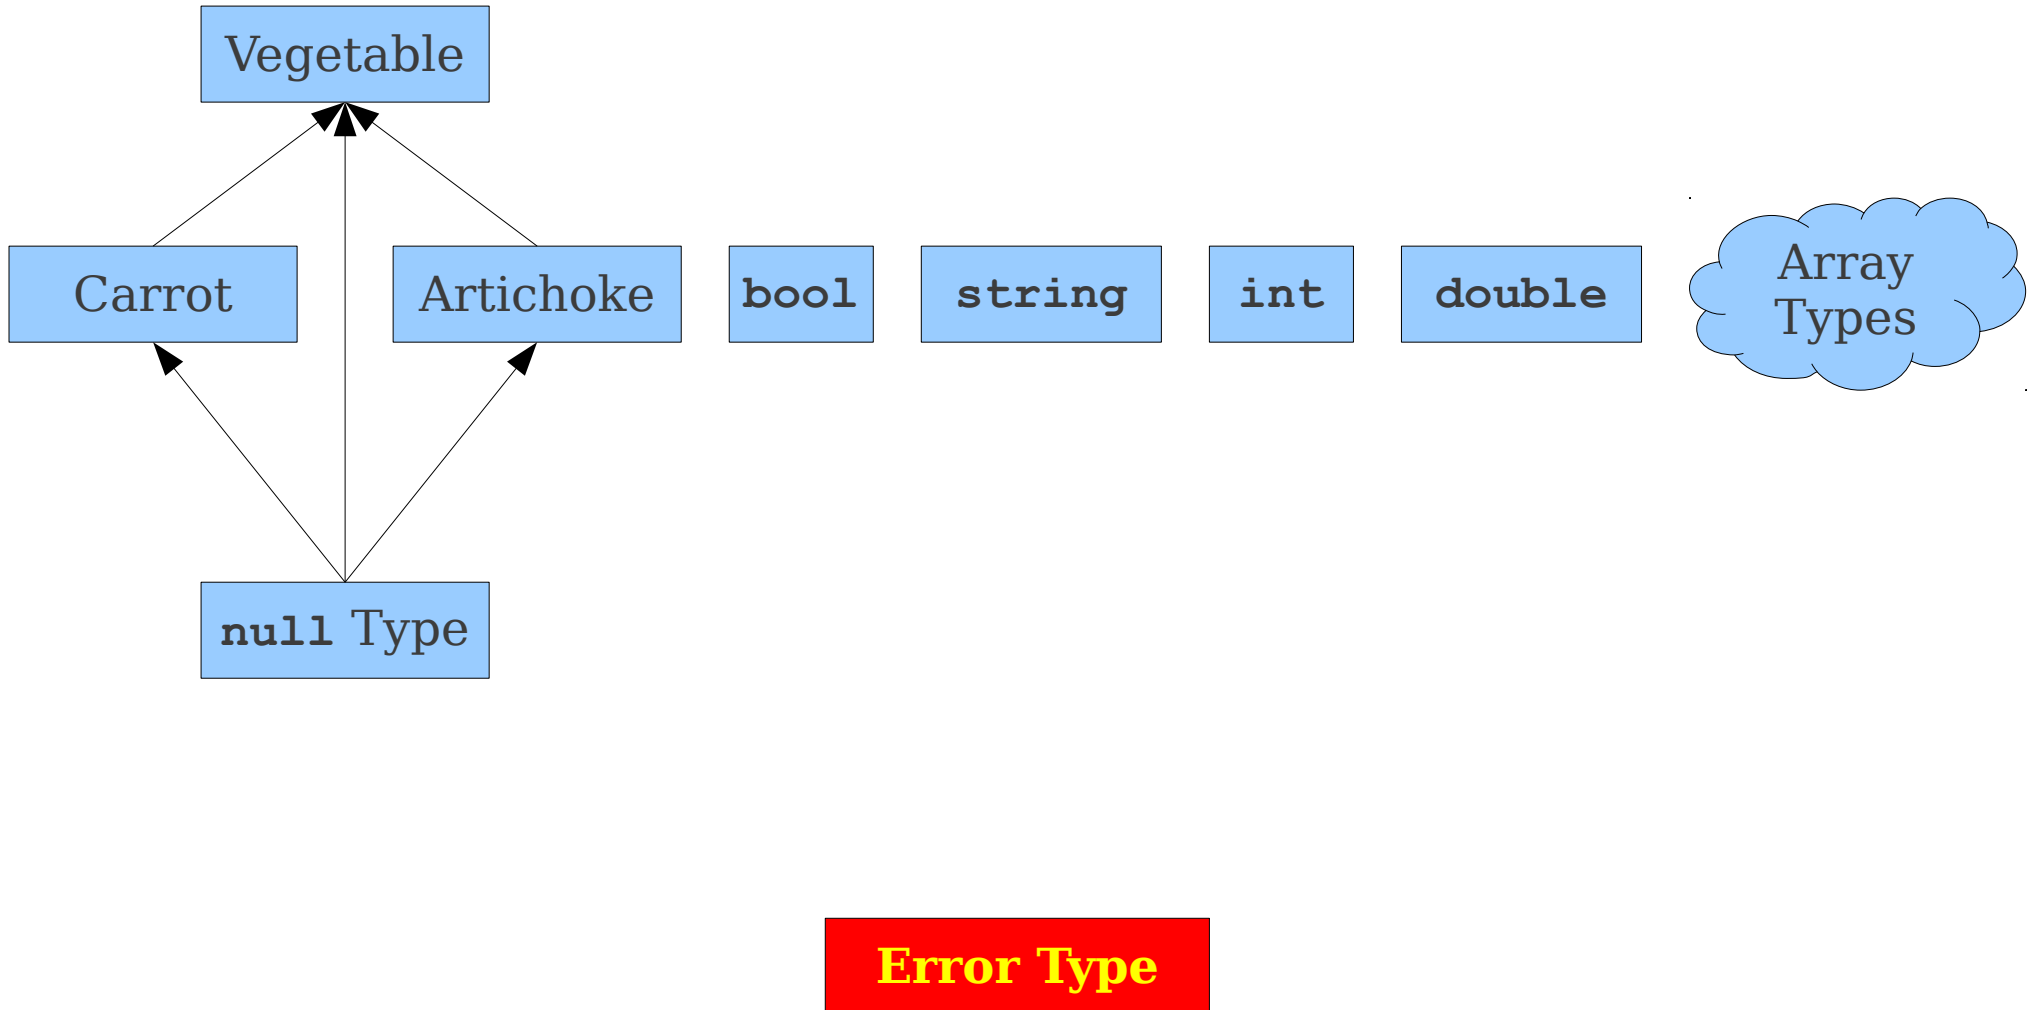 Vegetable
Carrot
Artichoke
bool
string
int
double
Array
Types
null Type
Error Type